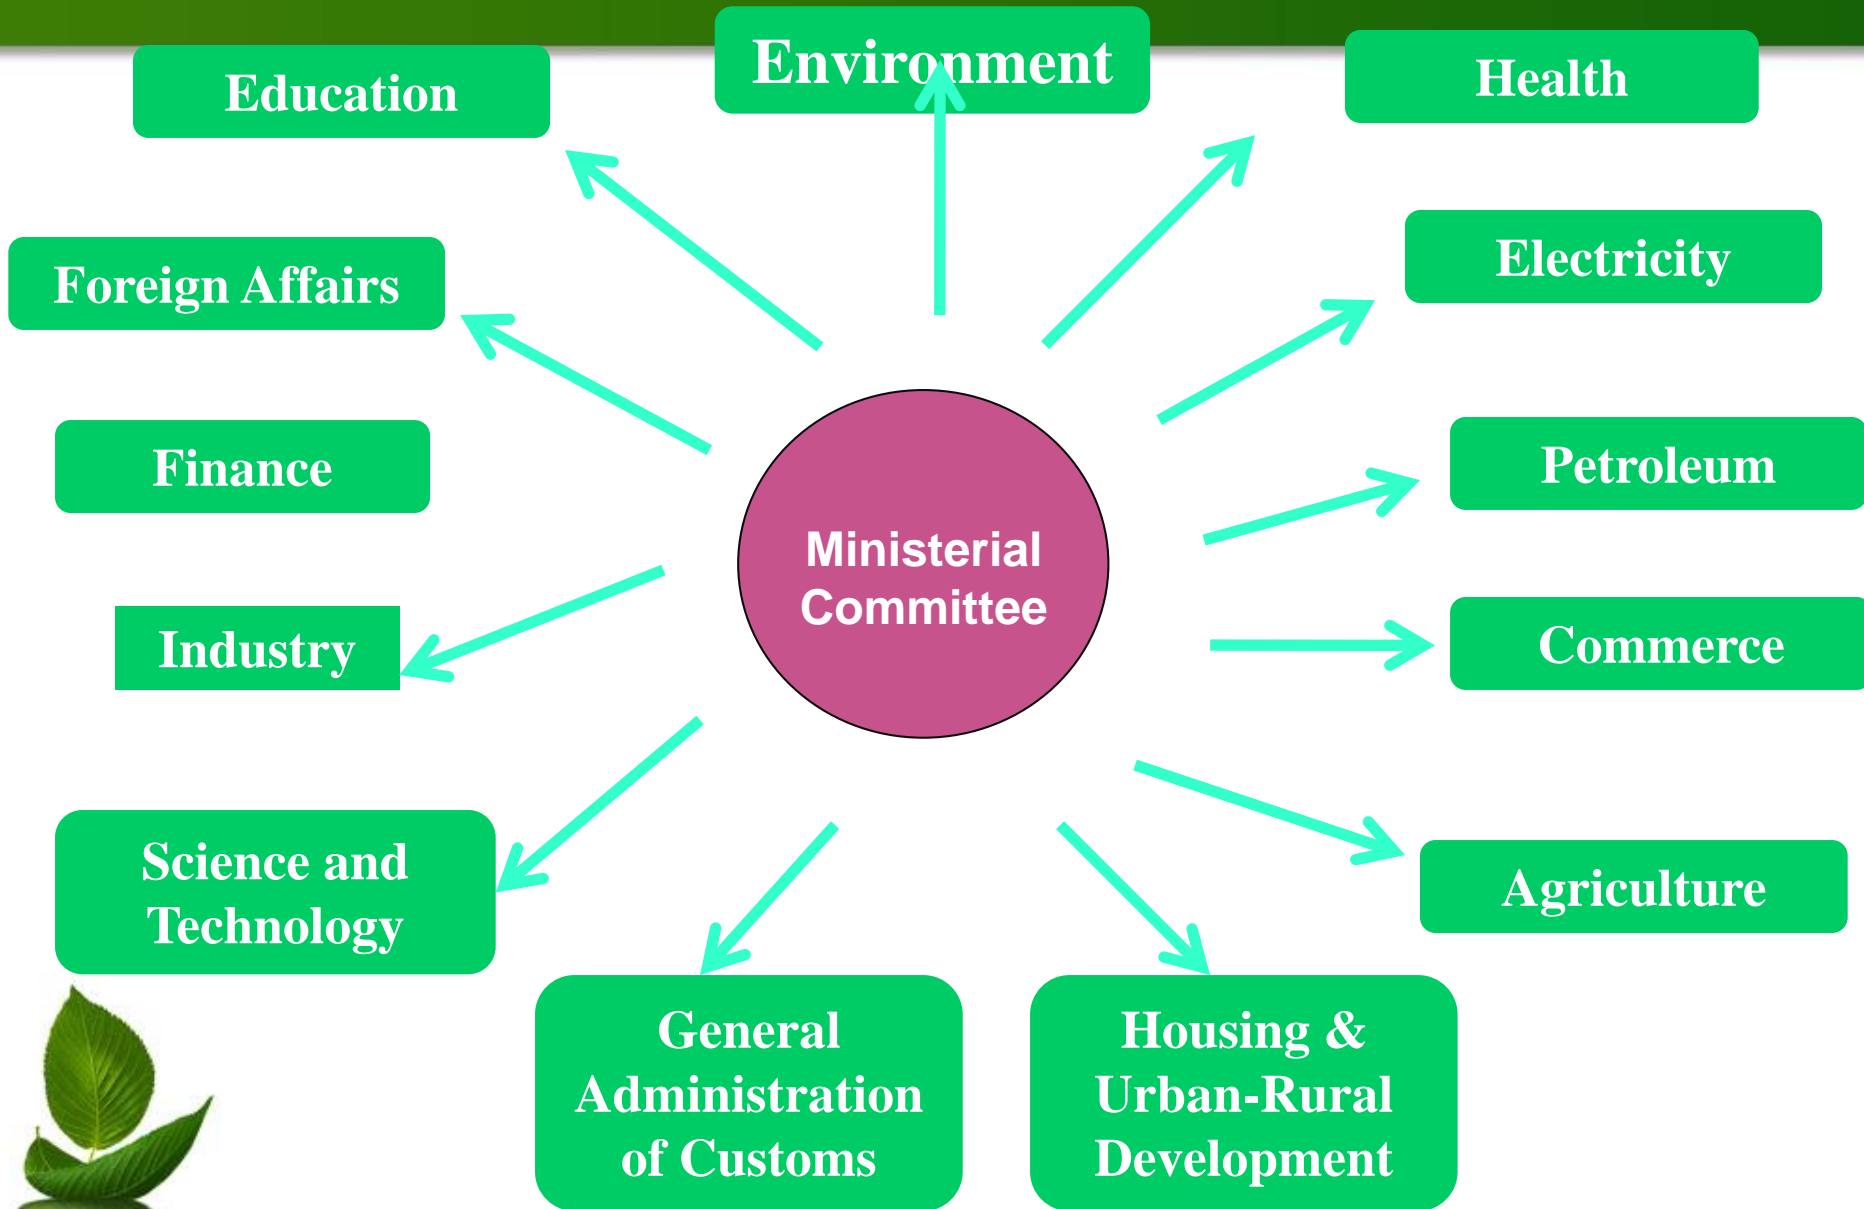 Environment
Education
Health
Foreign Affairs
Electricity
Finance
Petroleum
Ministerial
Committee
Industry
Commerce
Science and
Technology
Agriculture
General
Administration
of Customs
Housing &
Urban-Rural
Development